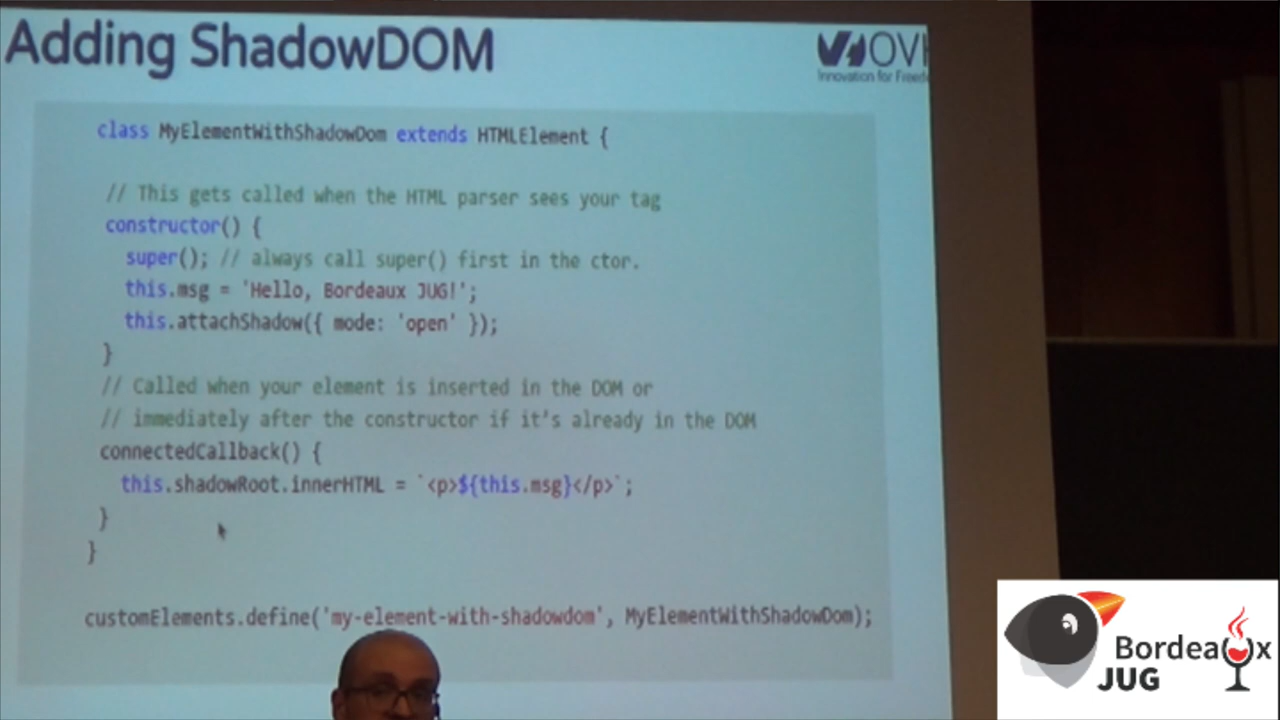 Adding ShadowDOM
OVH
Innovation for Freedo
class MyElementWithShadowDom extends HTMLElement {
// This gets called when the HTML parser sees your tag
constructor() {
super(); // always call super() first in the ctor.
this.msg = 'Hello, Bordeaux JUG!';
this.attachShadow({ mode: 'open' });
}
// Called when your element is inserted in the DOM or
// immediately after the constructor if it's already in the DOM
connectedCallback() {
this.shadowRoot.innerHTML = `<p>${this.msg}</p>`;
}
}
customElements.define('my-element-with-shadowdom', MyElementWithShadowDom);
Bordeaux
JUG